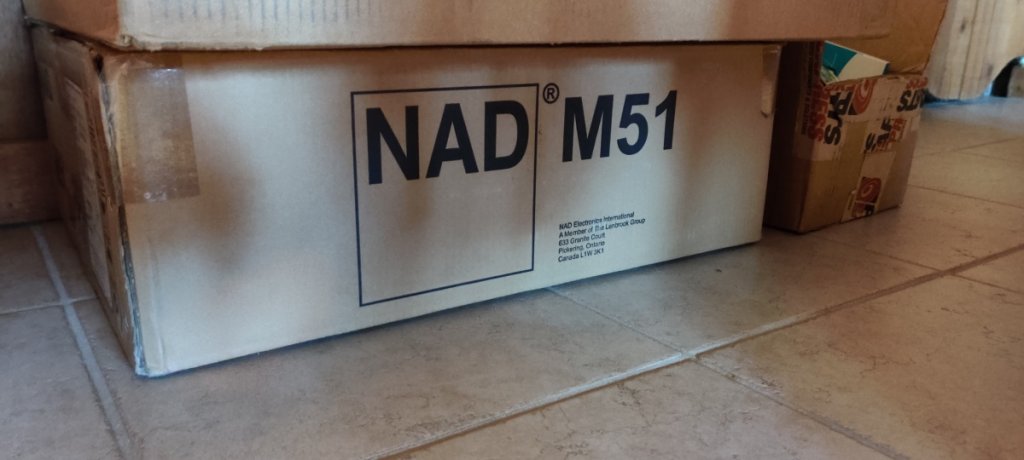 NAD® M51
NAD Electronics International
A Member of The Lenbrook Group
633 Granite Court
Pickering, Ontario
Canada L1W 3K1